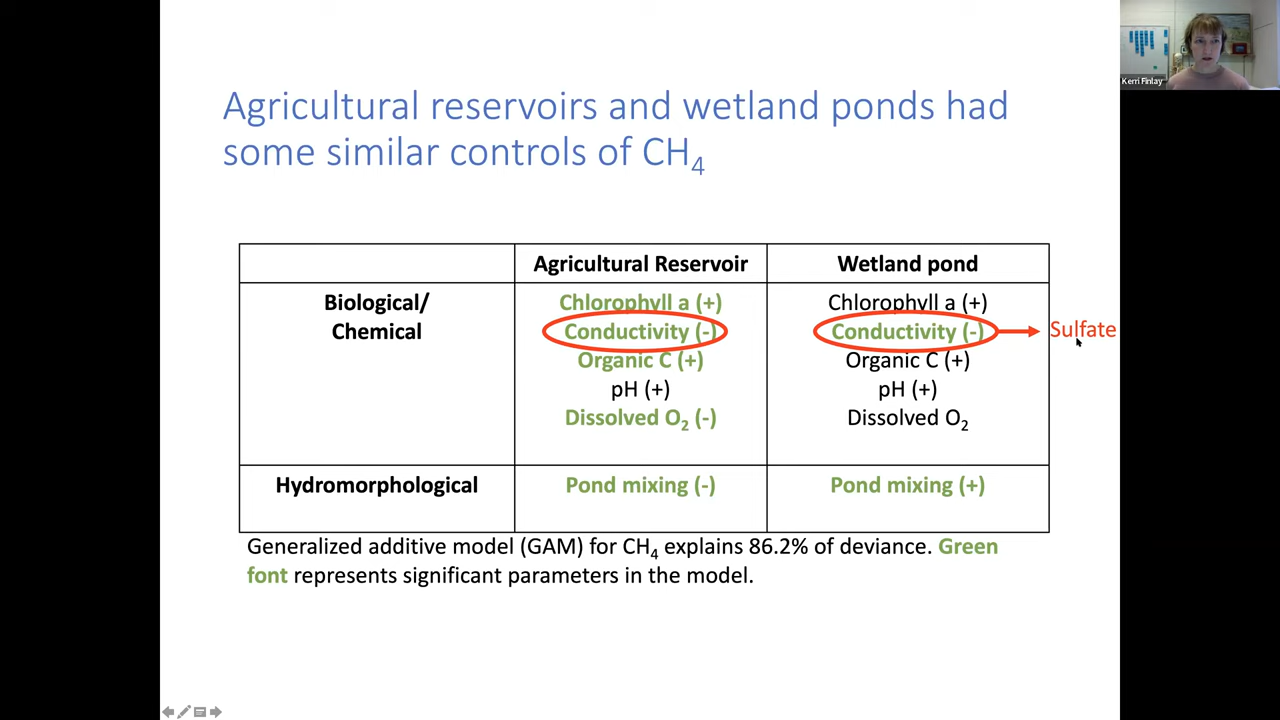 Kerri Finlay
Agricultural reservoirs and wetland ponds had
some similar controls of CH4
Agricultural Reservoir
Wetland pond
Biological/
Chemical
Chlorophyll a (+)
Conductivity (-)
Organic C (+)
pH (+)
Dissolved O2 (-)
Chlorophyll a (+)
Conductivity (-)
Organic C (+)
pH (+)
Dissolved O2
Sulfate
Hydromorphological
Pond mixing (-)
Pond mixing (+)
Generalized additive model (GAM) for CH4 explains 86.2% of deviance. Green
font represents significant parameters in the model.